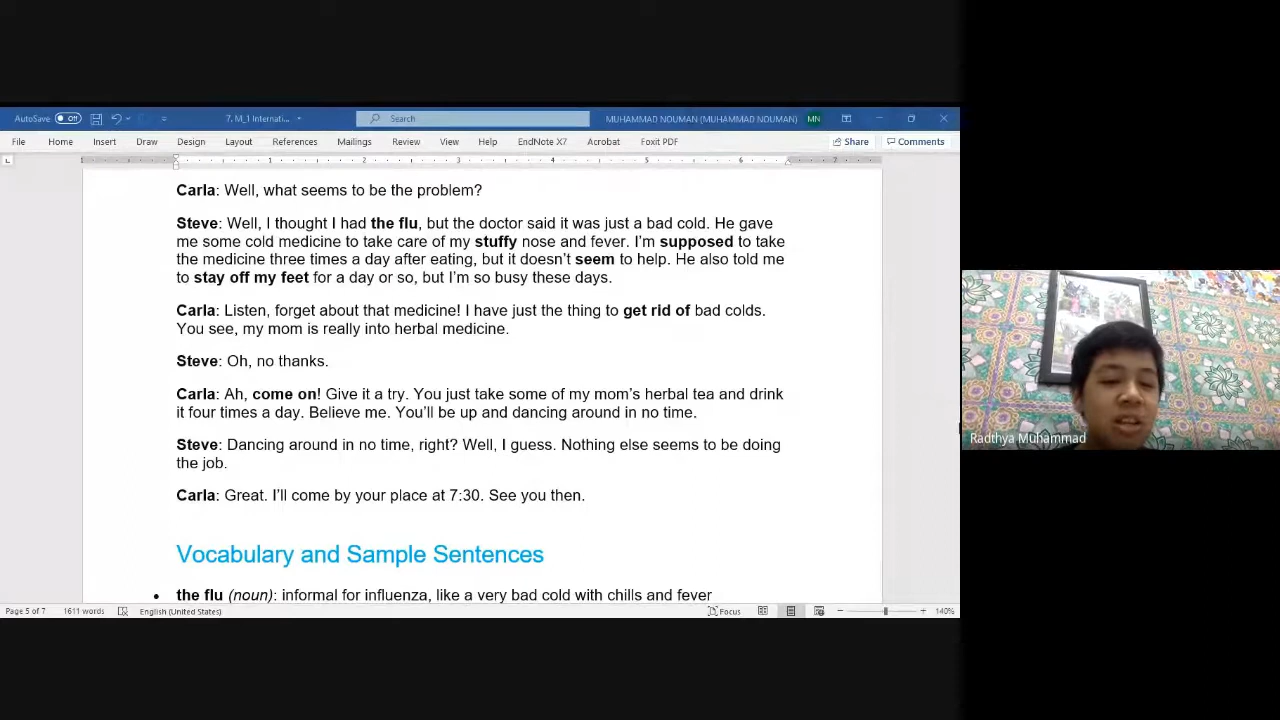 AutoSave Off 7. M_1 Internati... Search MUHAMMAD NOUMAN (MUHAMMAD NOUMAN) MN
File Home Insert Draw Design Layout References Mailings Review View Help EndNote X7 Acrobat Foxit PDF Share Comments
1 2 3 4 5 6 7
Carla: Well, what seems to be the problem?
Steve: Well, I thought I had the flu, but the doctor said it was just a bad cold. He gave
me some cold medicine to take care of my stuffy nose and fever. I’m supposed to take
the medicine three times a day after eating, but it doesn’t seem to help. He also told me
to stay off my feet for a day or so, but I’m so busy these days.
Carla: Listen, forget about that medicine! I have just the thing to get rid of bad colds.
You see, my mom is really into herbal medicine.
Steve: Oh, no thanks.
Carla: Ah, come on! Give it a try. You just take some of my mom’s herbal tea and drink
it four times a day. Believe me. You’ll be up and dancing around in no time.
Steve: Dancing around in no time, right? Well, I guess. Nothing else seems to be doing
the job.
Carla: Great. I’ll come by your place at 7:30. See you then.
Vocabulary and Sample Sentences
• the flu (noun): informal for influenza, like a very bad cold with chills and fever
Page 5 of 7 1611 words English (United States) Focus 140%
Radthya Muhammad